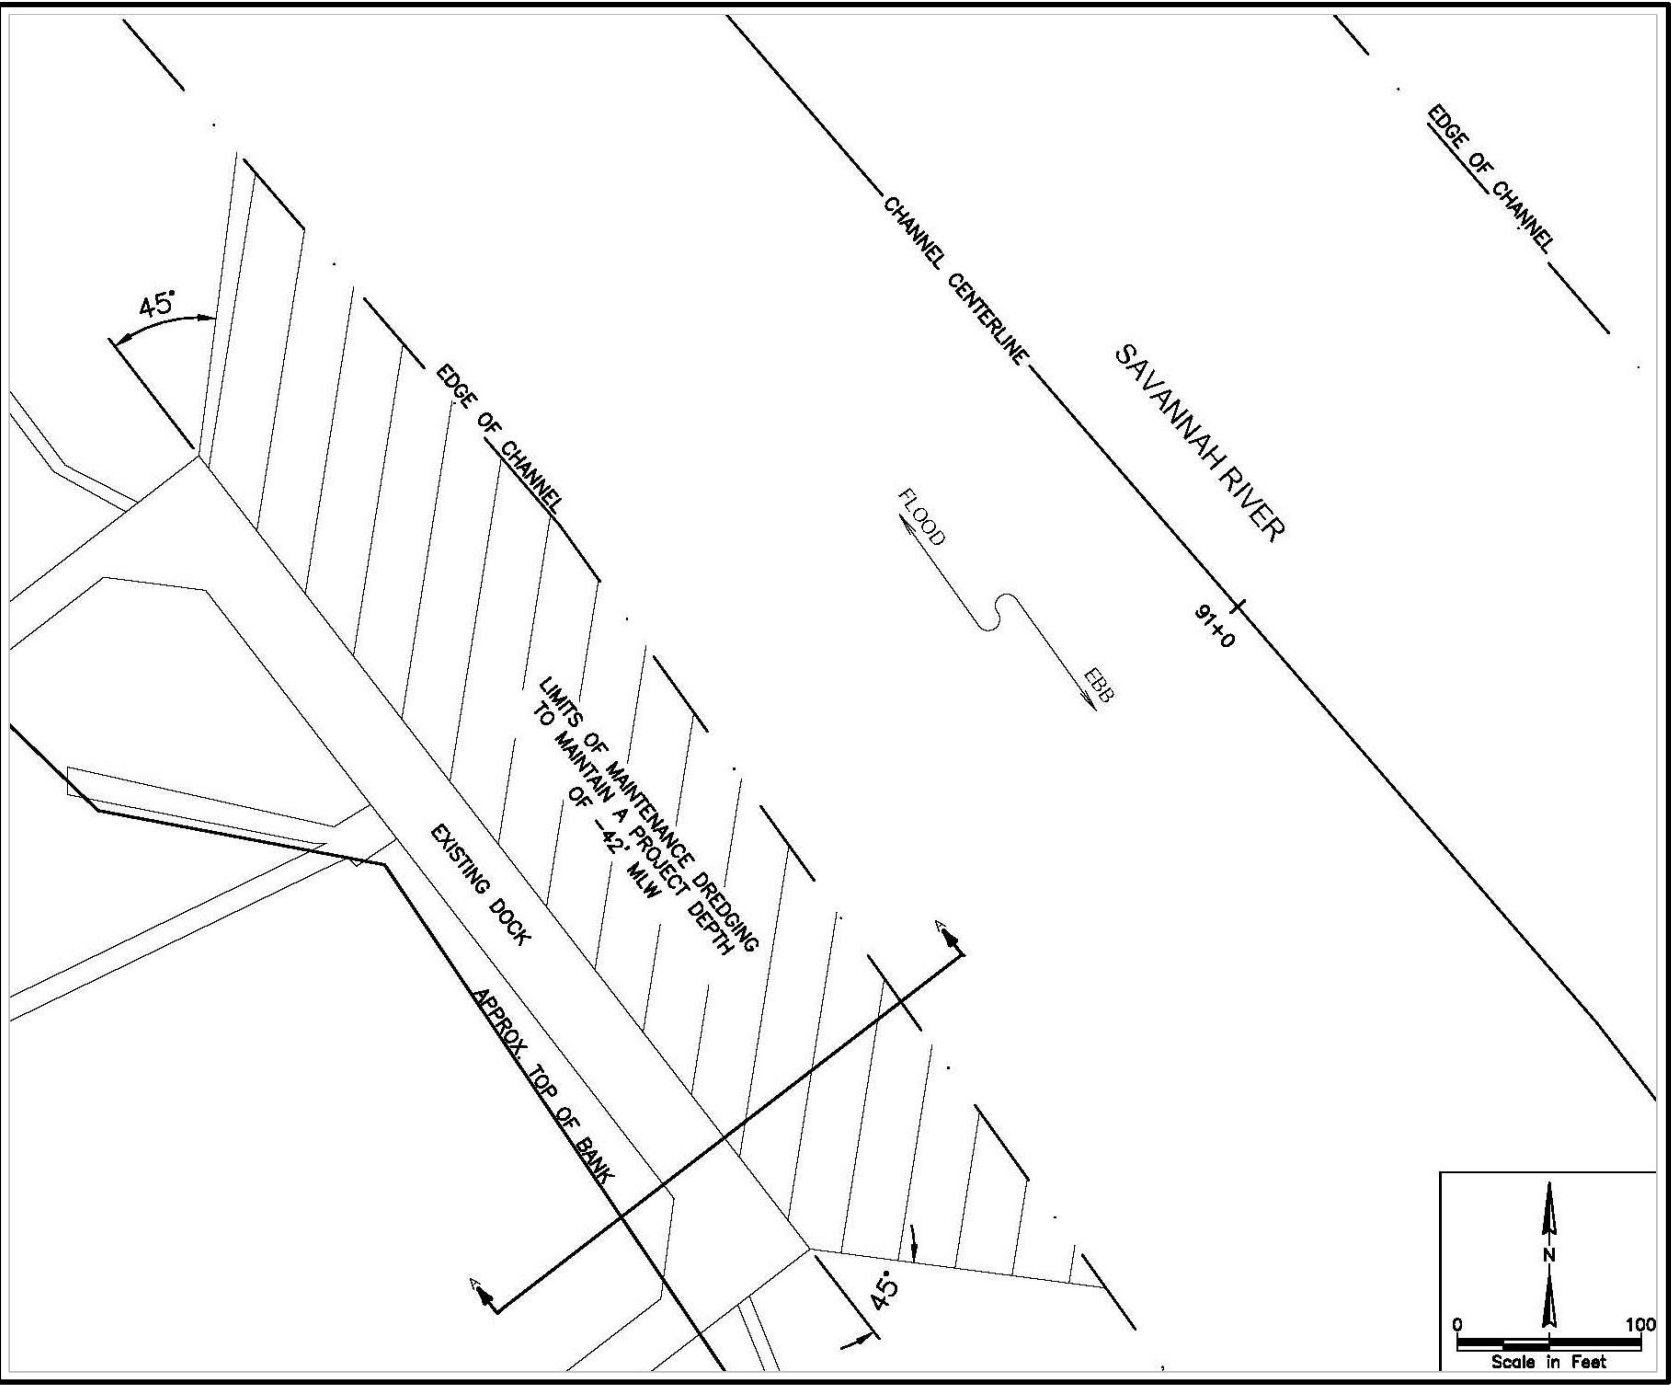 EDGE OF CHANNEL
CHANNEL CENTERLINE
45°
SAVANNAH RIVER
EDGE OF CHANNEL
FLOOD
EBB
91+0
LIMITS OF MAINTENANCE DREDGING
TO MAINTAIN A PROJECT DEPTH
OF -42' MLW
EXISTING DOCK
A
APPROX. TOP OF BANK
A
45°
N
0 100
Scale in Feet